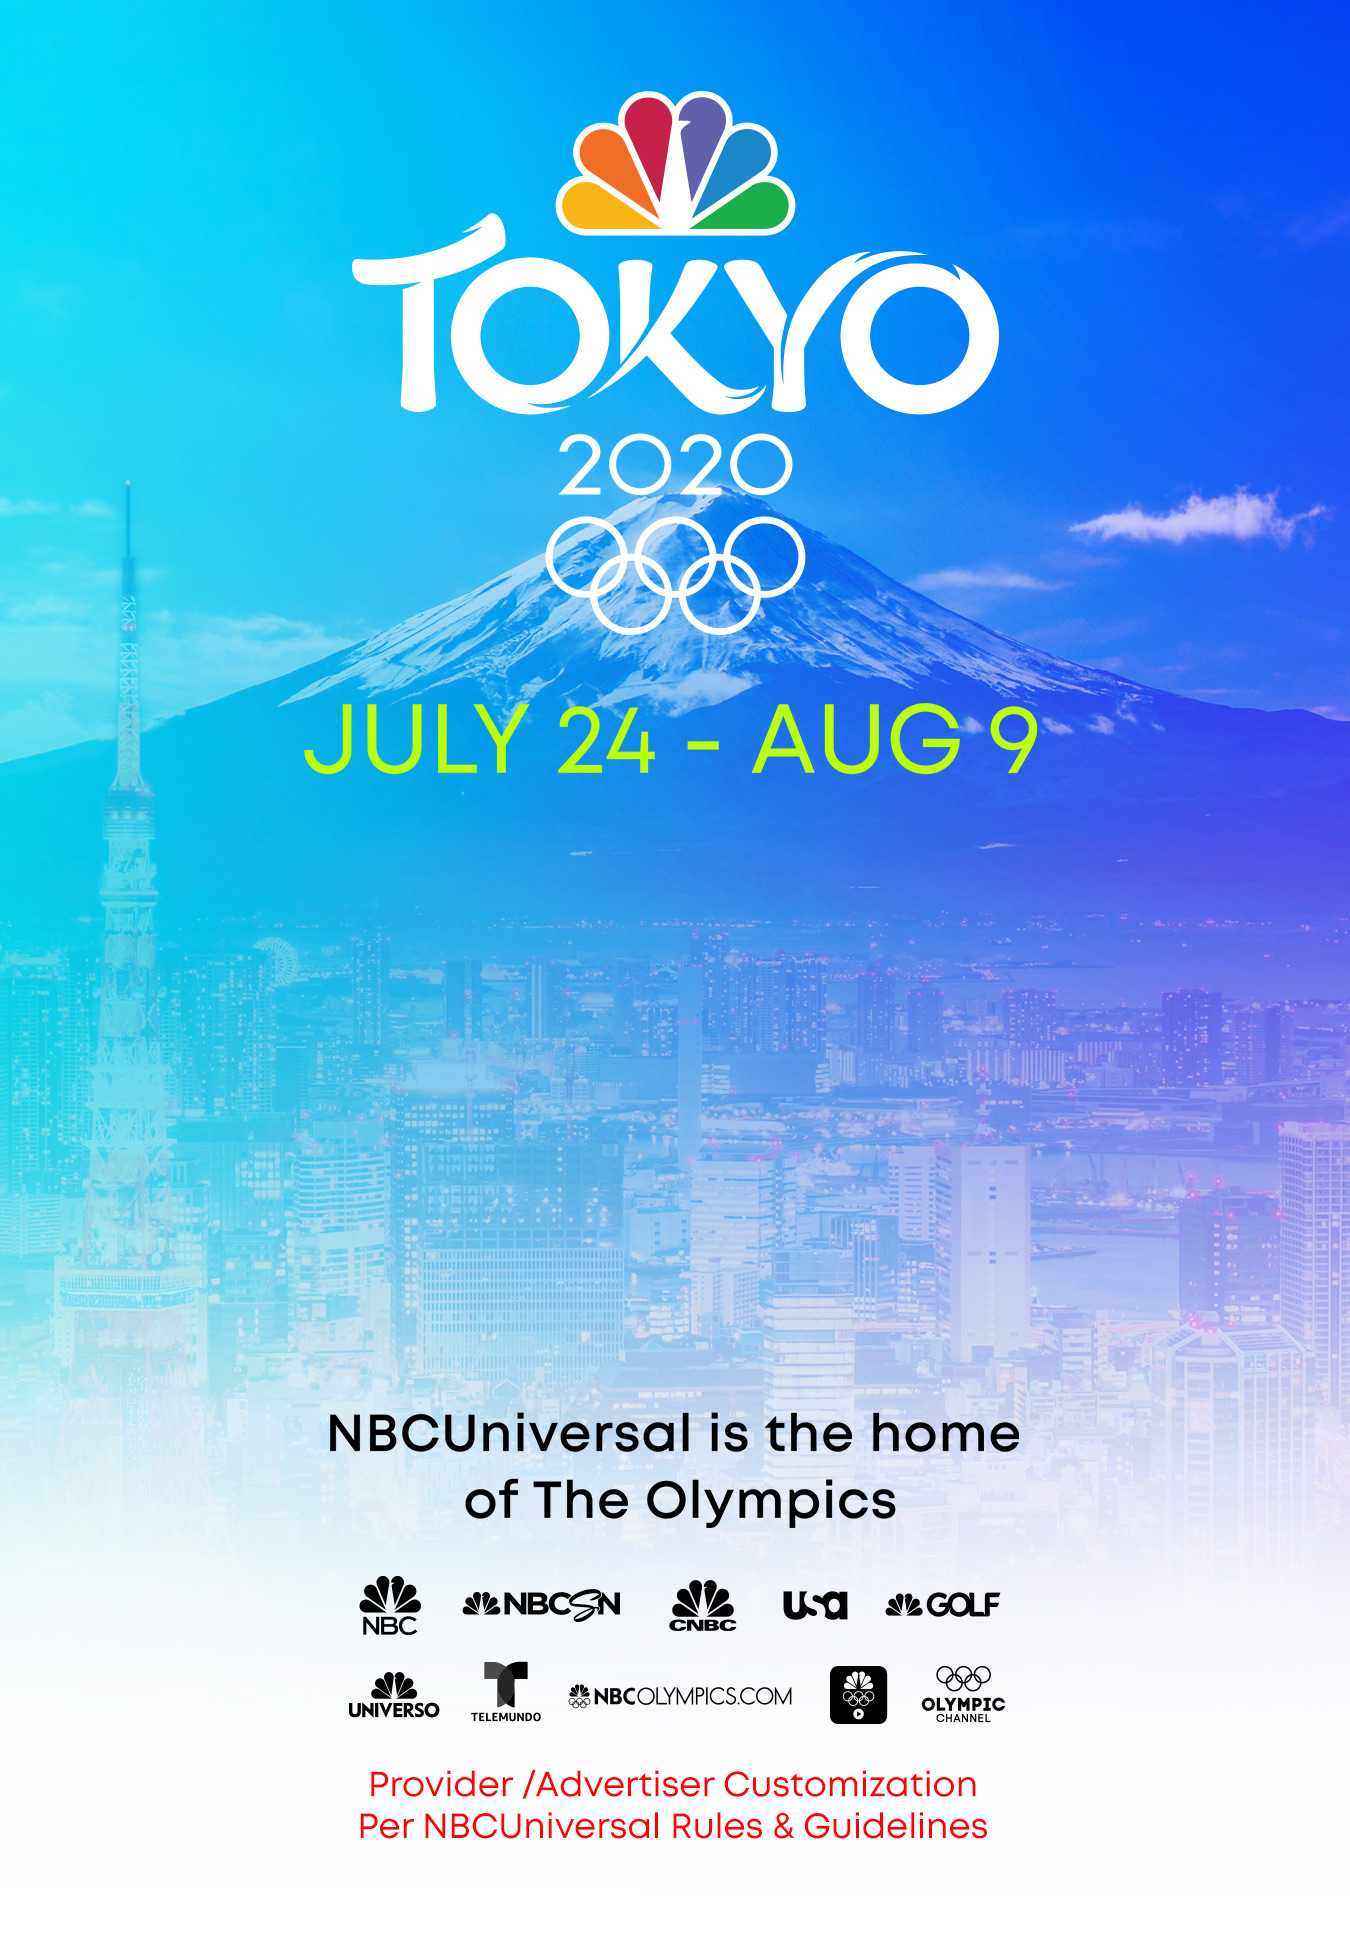 TOKYO
2020
JULY 24 - AUG 9
NBCUniversal is the home
of The Olympics
NBC NBCSN CNBC USA GOLF
UNIVERSO TELEMUNDO NBCOLYMPICS.COM OLYMPIC CHANNEL
Provider /Advertiser Customization
Per NBCUniversal Rules & Guidelines